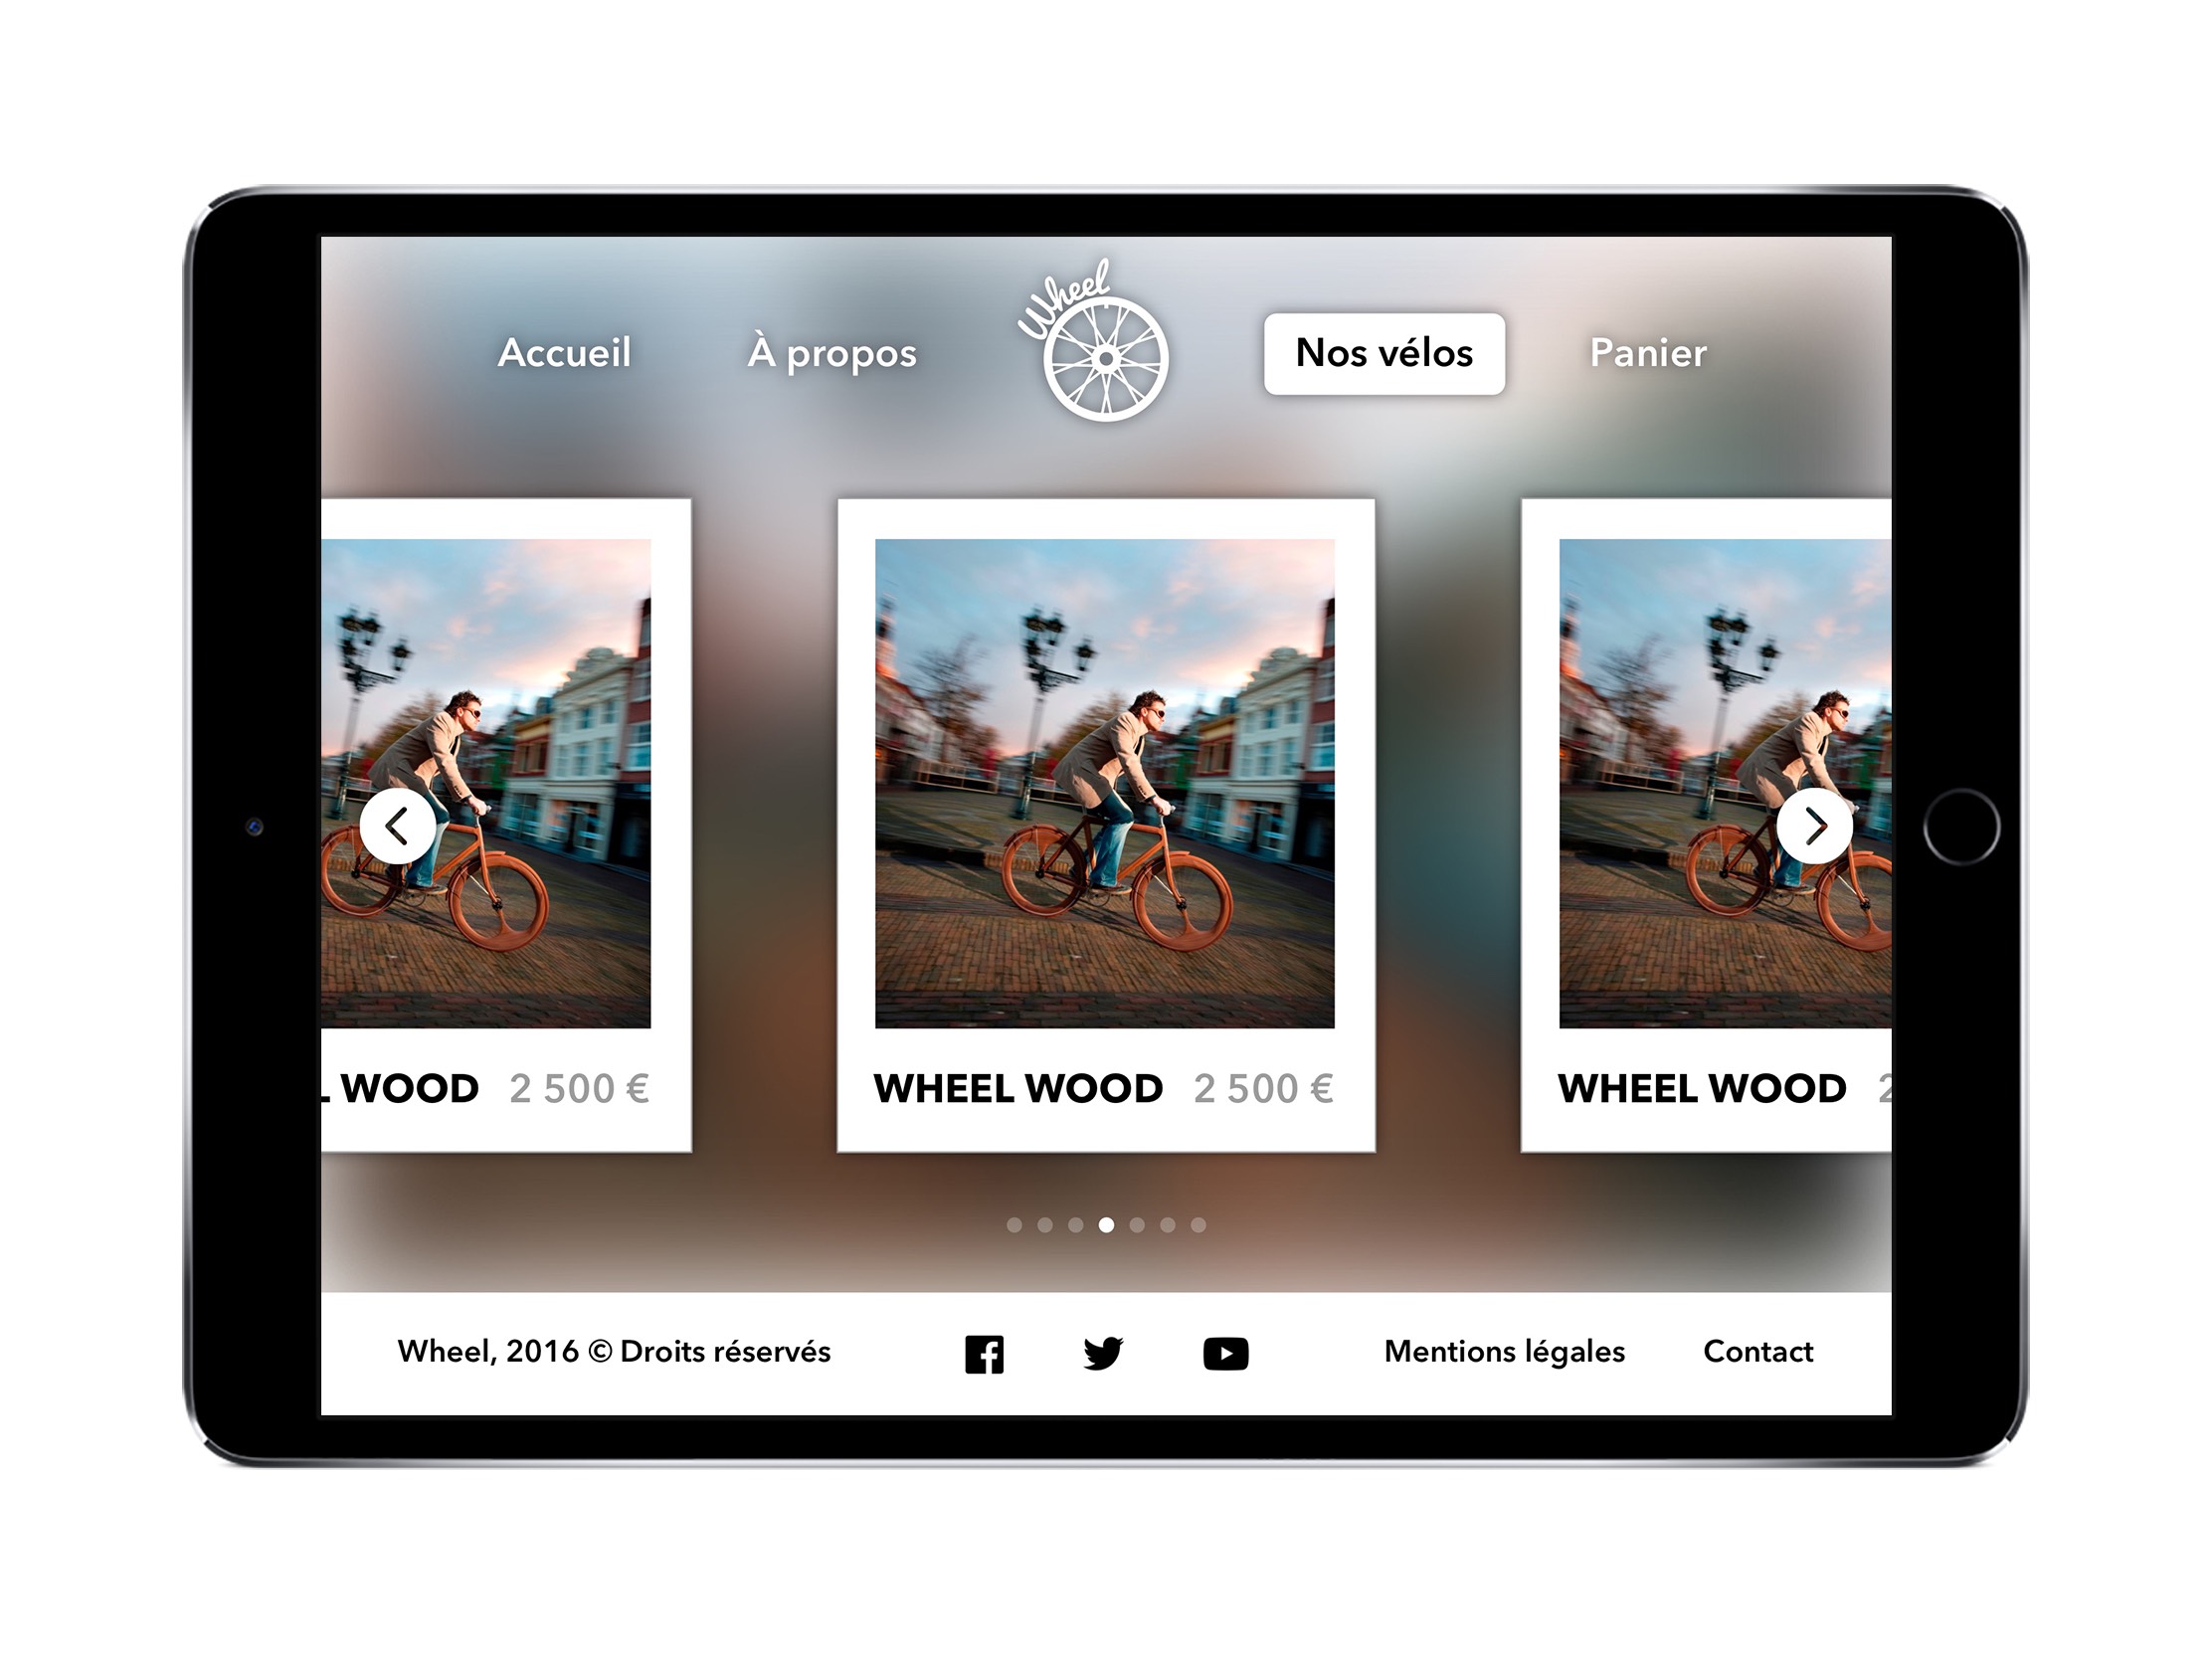 Wheel
Accueil
À propos
Nos vélos
Panier
L WOOD 2 500 €
WHEEL WOOD 2 500 €
WHEEL WOOD 2
Wheel, 2016 © Droits réservés
Mentions légales
Contact